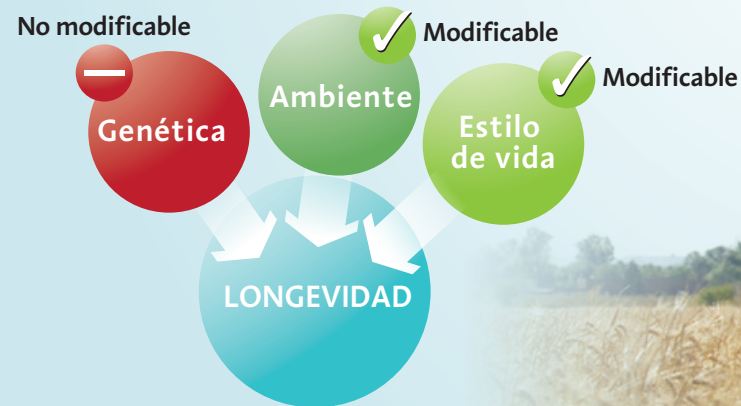 No modificable
Modificable
Modificable
Genética
Ambiente
Estilo
de vida
LONGEVIDAD